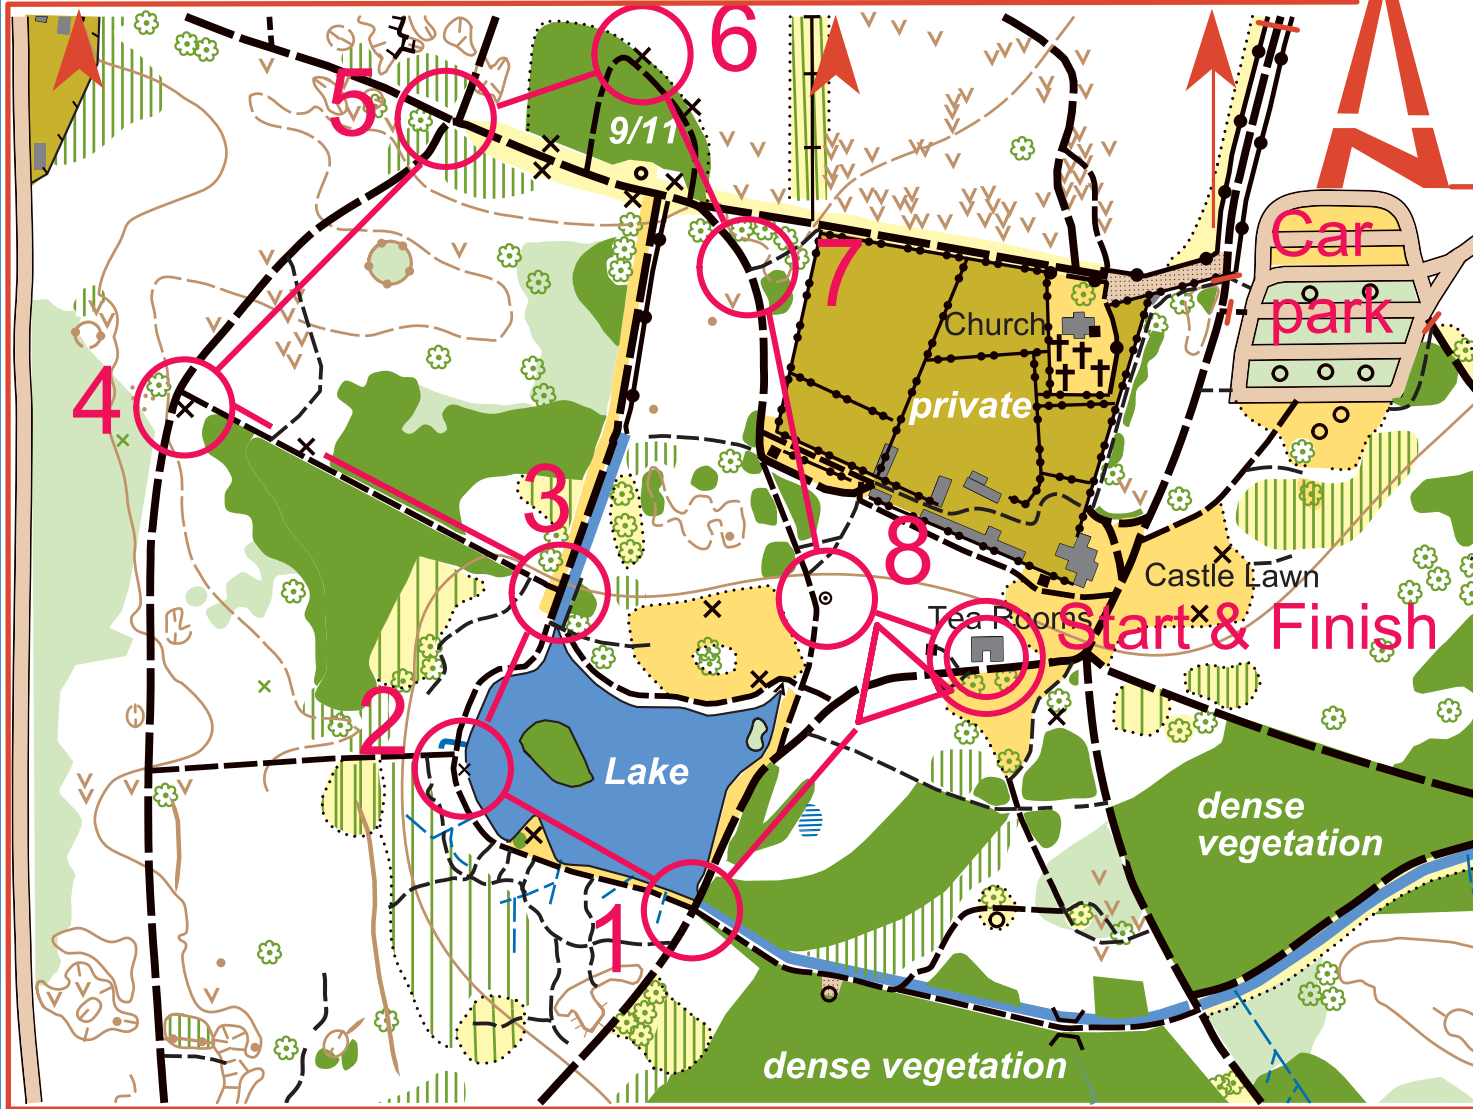 6
N
5
9/11
Car
park
7
Church
4
private
3
8
Castle Lawn
Tea Rooms
Start & Finish
2
Lake
dense
vegetation
1
dense vegetation